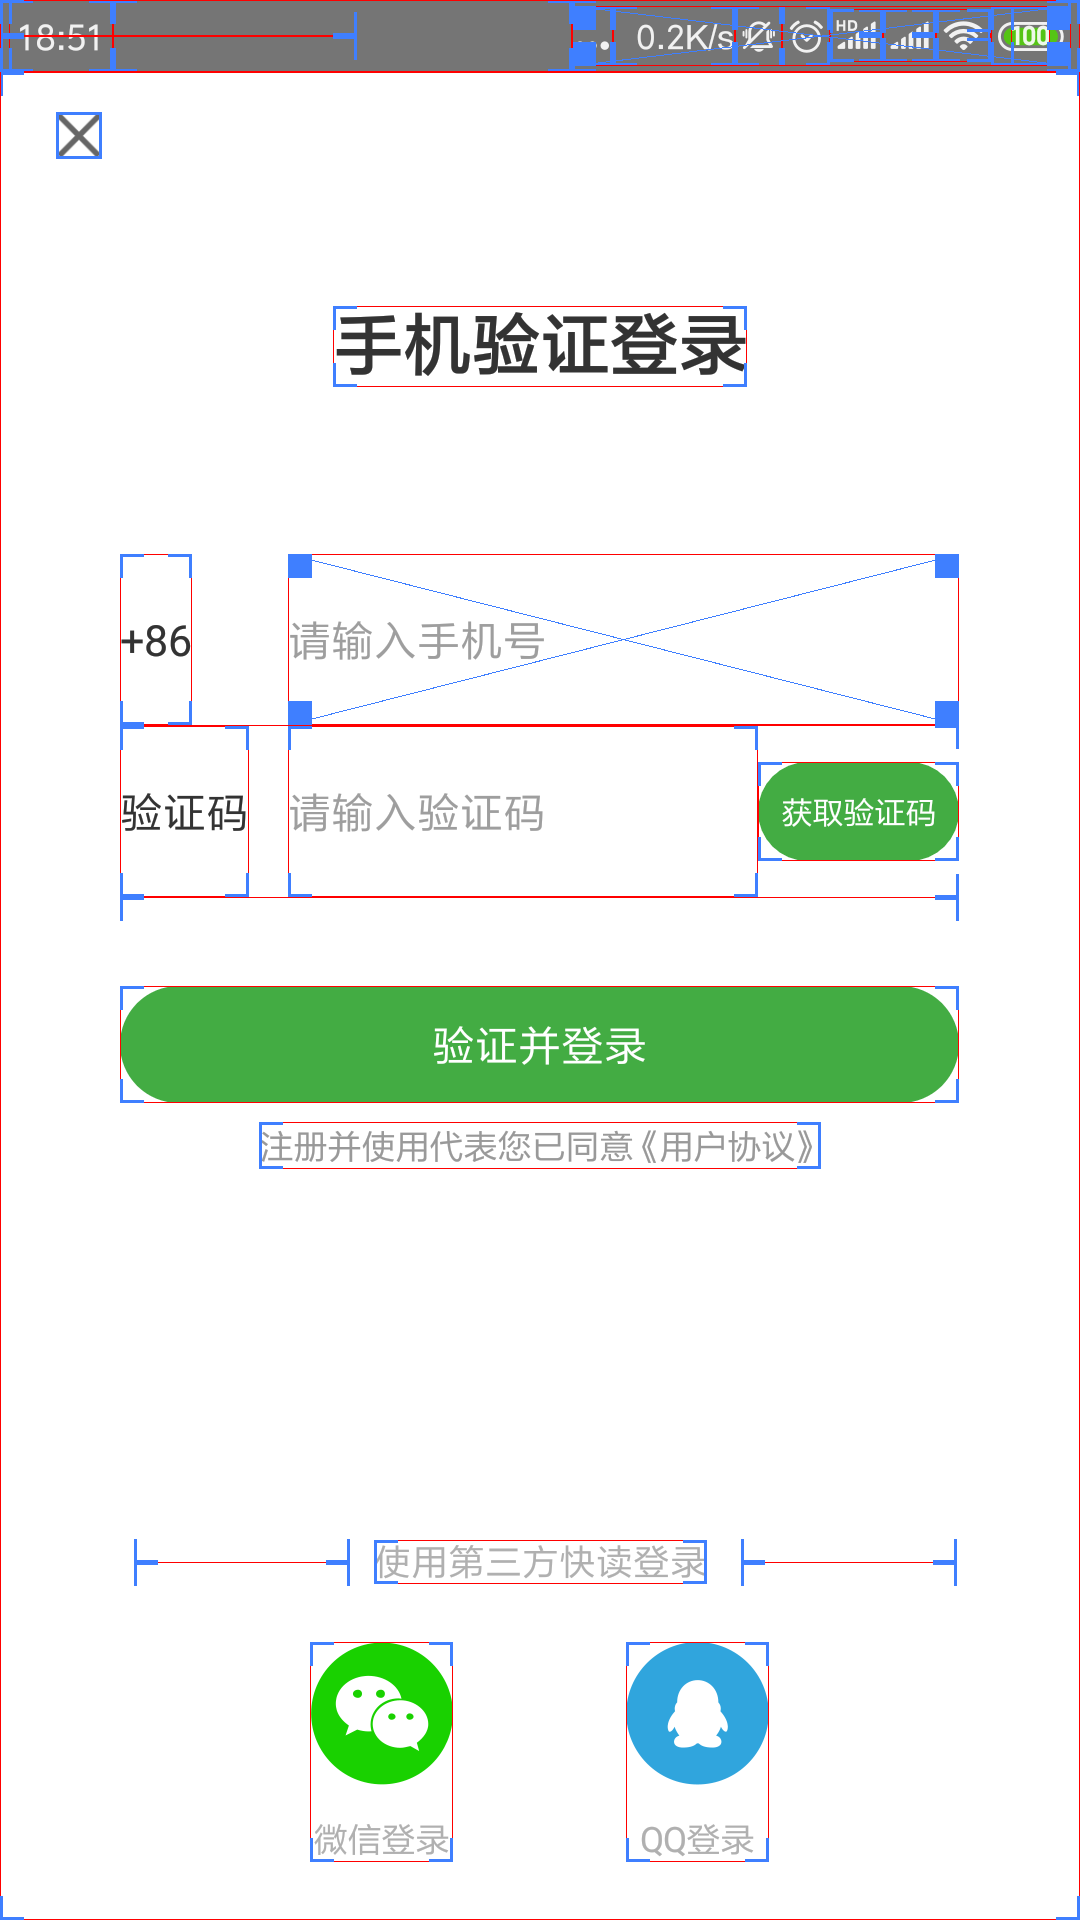 18:51
0.2K/s HD 100
手机验证登录
+86 请输入手机号
验证码 请输入验证码 获取验证码
验证并登录
注册并使用代表您已同意《用户协议》
使用第三方快读登录
微信登录 QQ登录